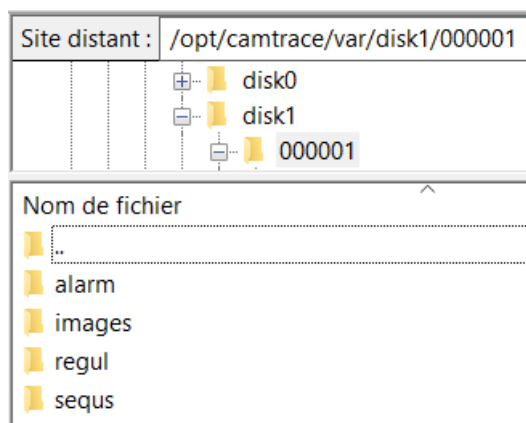 Site distant : /opt/camtrace/var/disk1/000001
disk0
disk1
000001
Nom de fichier
..
alarm
images
regul
sequs